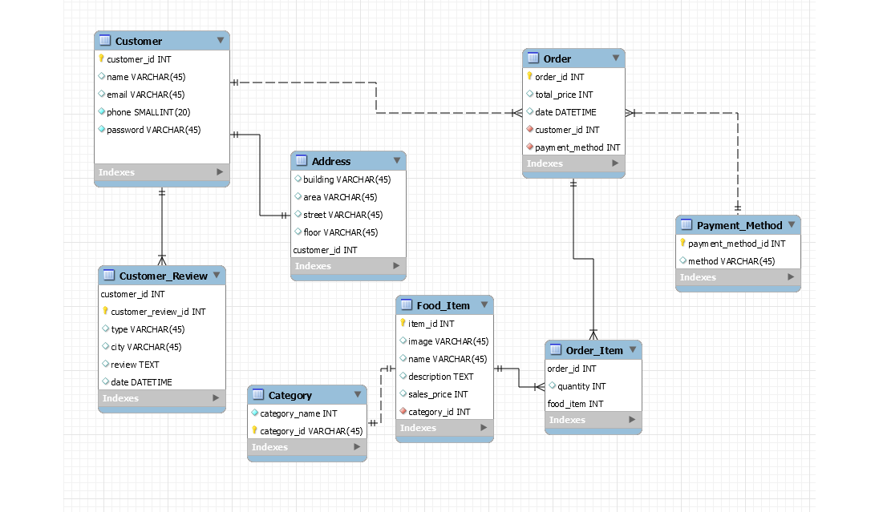 Customer
customer_id INT
name VARCHAR(45)
email VARCHAR(45)
phone SMALLINT(20)
password VARCHAR(45)
Indexes
Order
order_id INT
total_price INT
date DATETIME
customer_id INT
payment_method INT
Indexes
Address
building VARCHAR(45)
area VARCHAR(45)
street VARCHAR(45)
floor VARCHAR(45)
customer_id INT
Indexes
Payment_Method
payment_method_id INT
method VARCHAR(45)
Indexes
Customer_Review
customer_id INT
customer_review_id INT
type VARCHAR(45)
city VARCHAR(45)
review TEXT
date DATETIME
Indexes
Food_Item
item_id INT
image VARCHAR(45)
name VARCHAR(45)
description TEXT
sales_price INT
category_id INT
Indexes
Order_Item
order_id INT
quantity INT
food_item INT
Indexes
Category
category_name INT
category_id VARCHAR(45)
Indexes